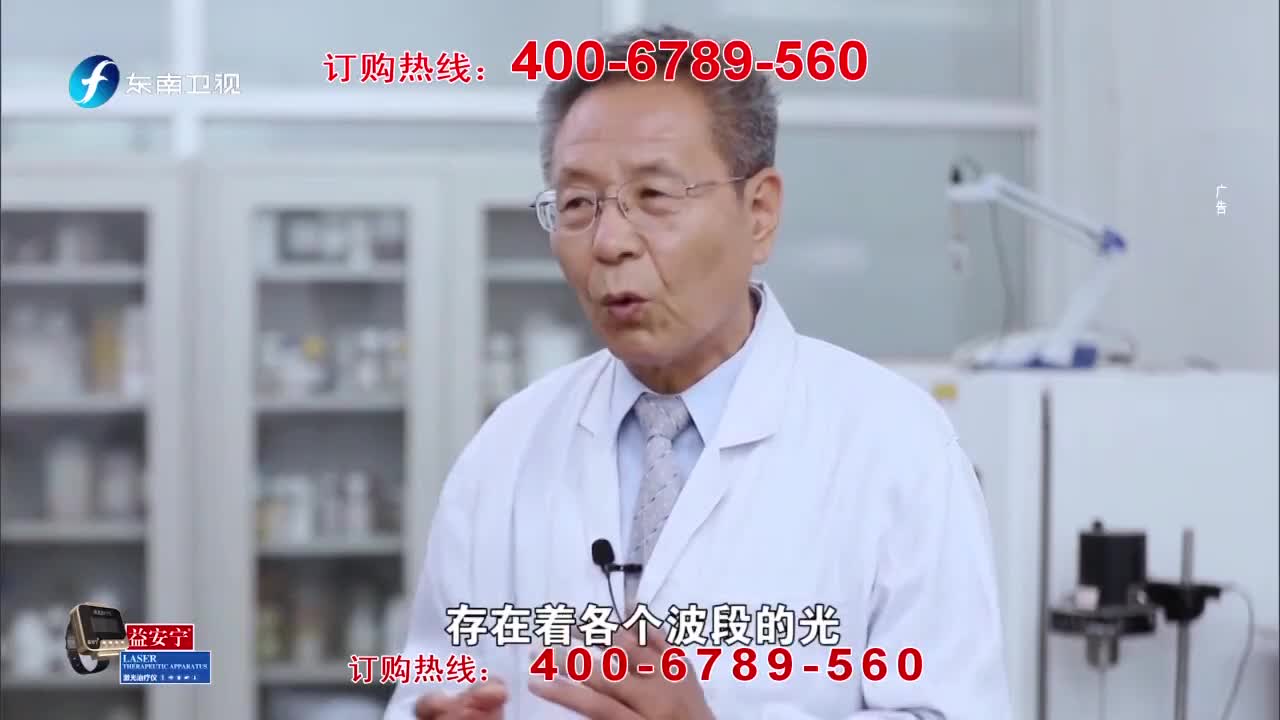 订购热线：400-6789-560
东南卫视
广告
存在着各个波段的光
益安宁
LASER
THERAPEUTIC APPARATUS
激光治疗仪
订购热线： 400-6789-560